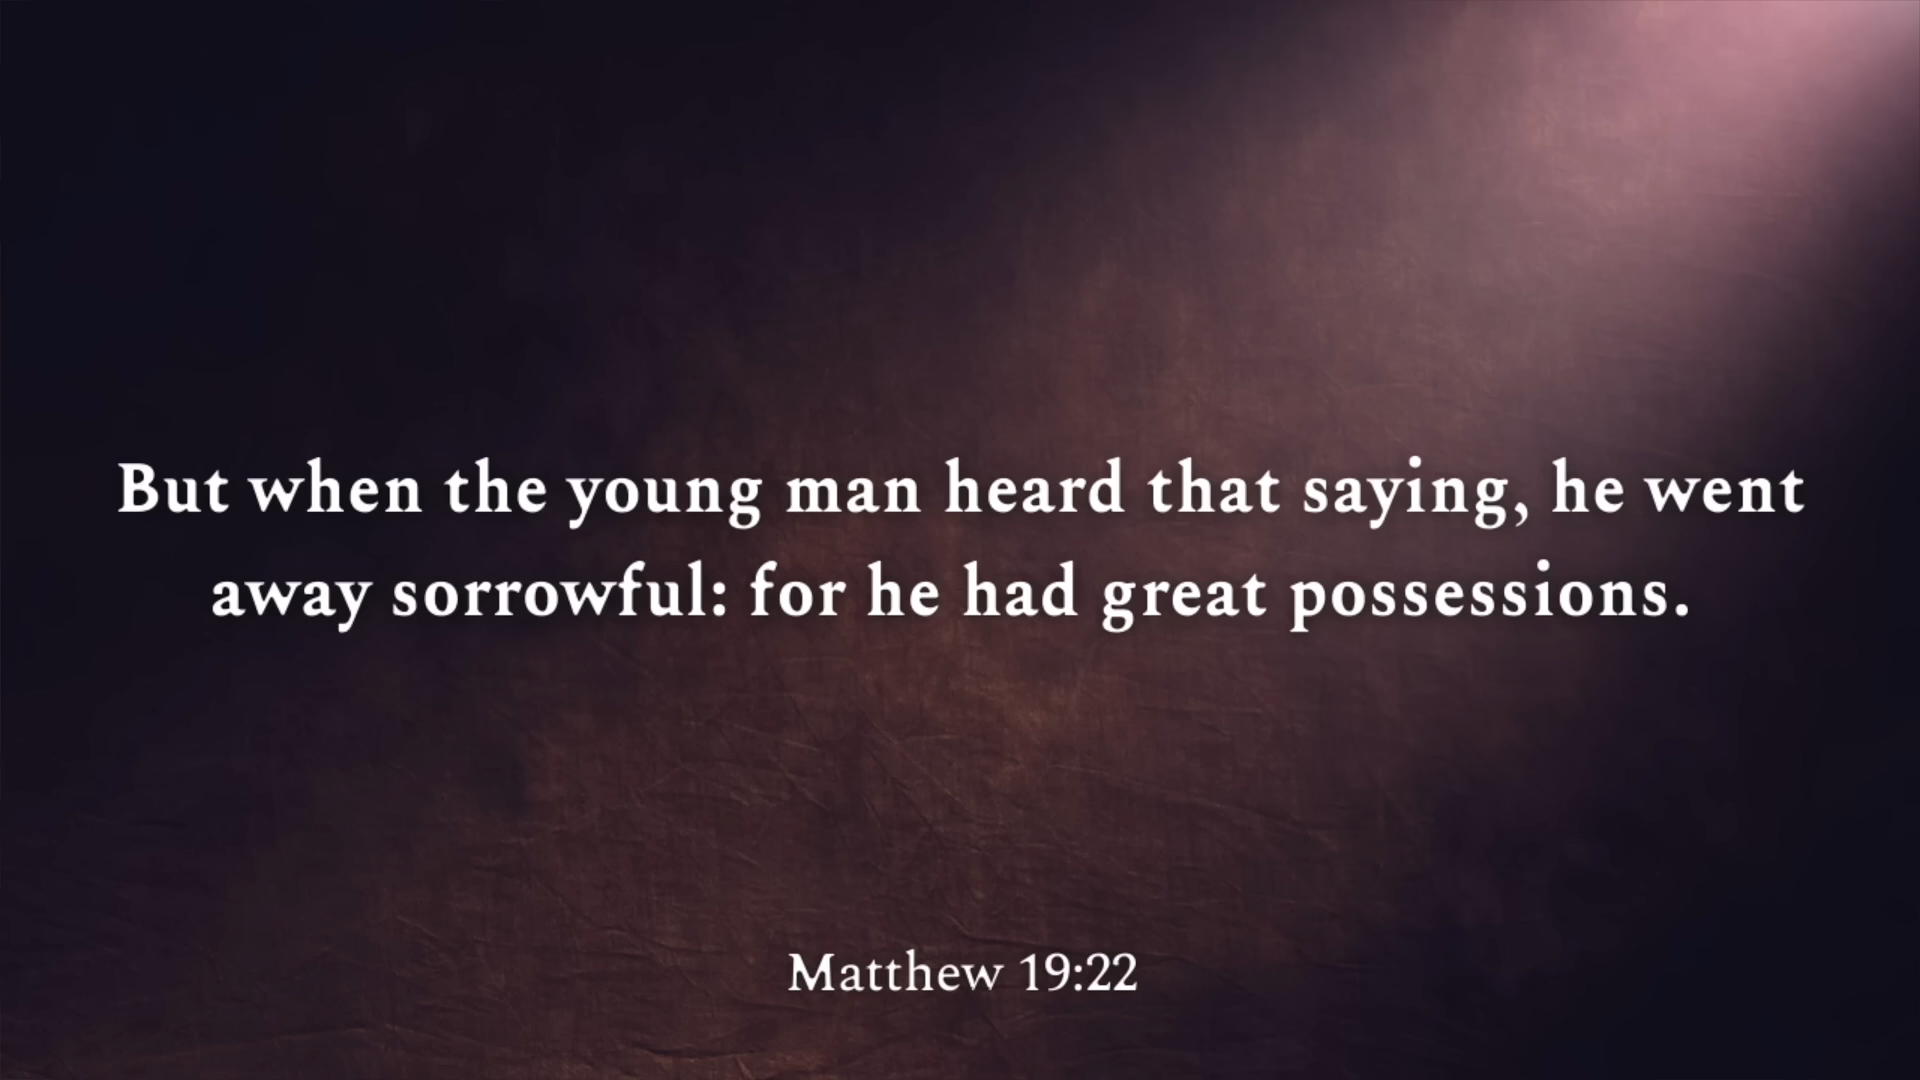 But when the young man heard that saying, he went
away sorrowful: for he had great possessions.
Matthew 19:22